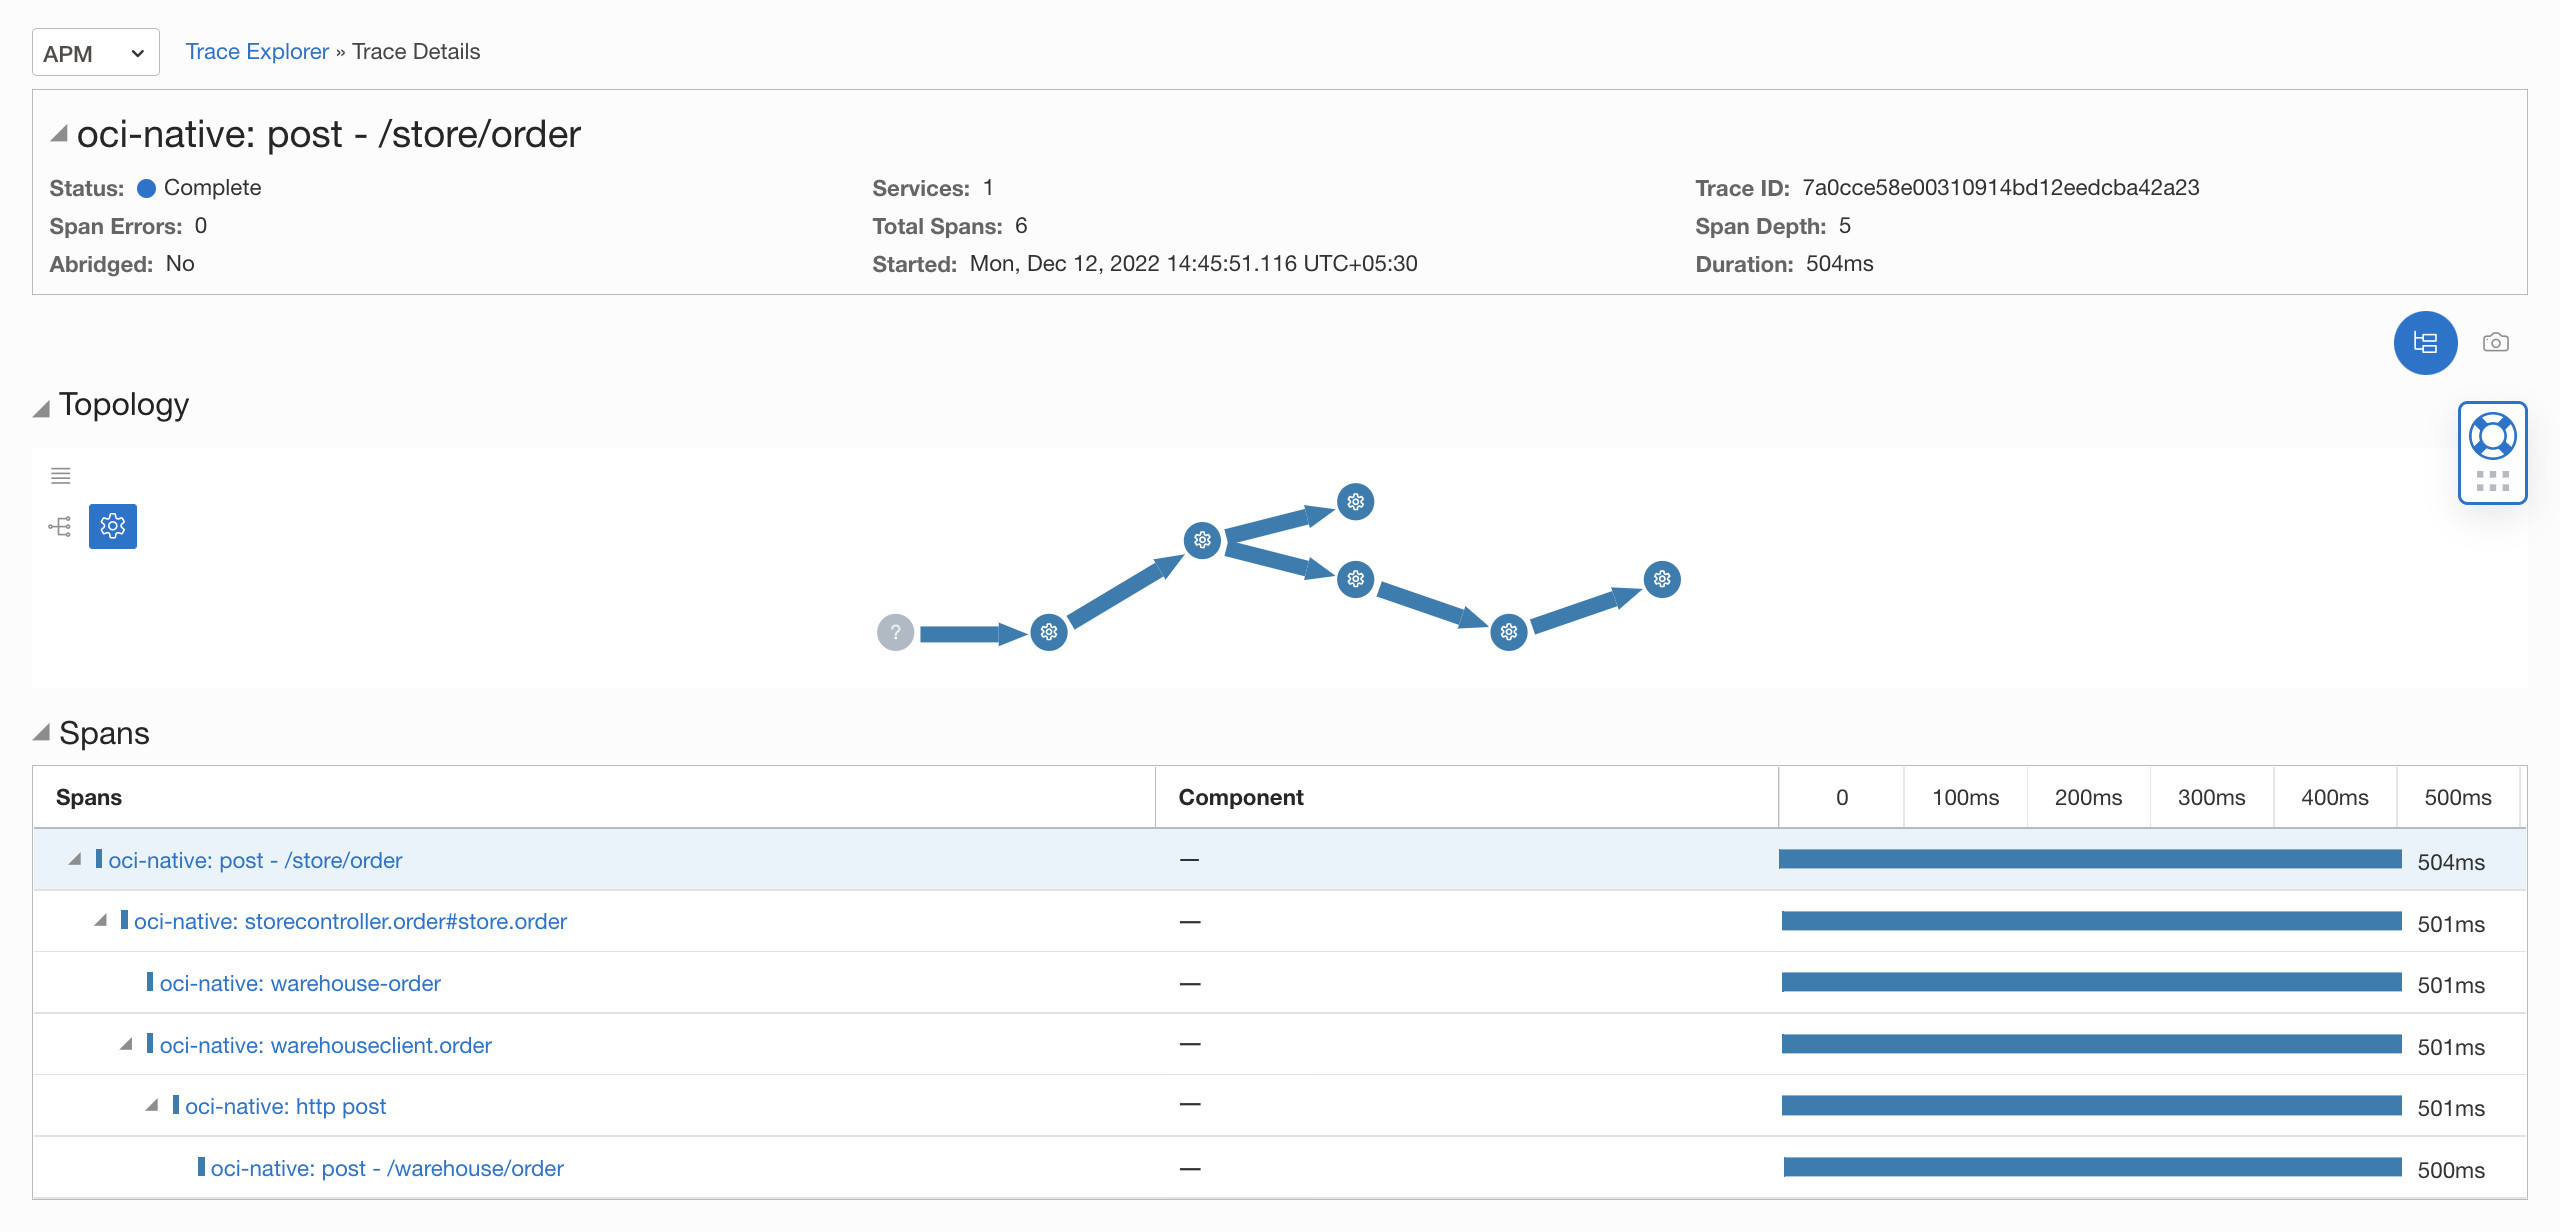 APM
Trace Explorer » Trace Details
oci-native: post - /store/order
Status: Complete
Services: 1
Trace ID: 7a0cce58e00310914bd12eedcba42a23
Span Errors: 0
Total Spans: 6
Span Depth: 5
Abridged: No
Started: Mon, Dec 12, 2022 14:45:51.116 UTC+05:30
Duration: 504ms
Topology
?
Spans
Spans Component 0 100ms 200ms 300ms 400ms 500ms
oci-native: post - /store/order — 504ms
oci-native: storecontroller.order#store.order — 501ms
oci-native: warehouse-order — 501ms
oci-native: warehouseclient.order — 501ms
oci-native: http post — 501ms
oci-native: post - /warehouse/order — 500ms